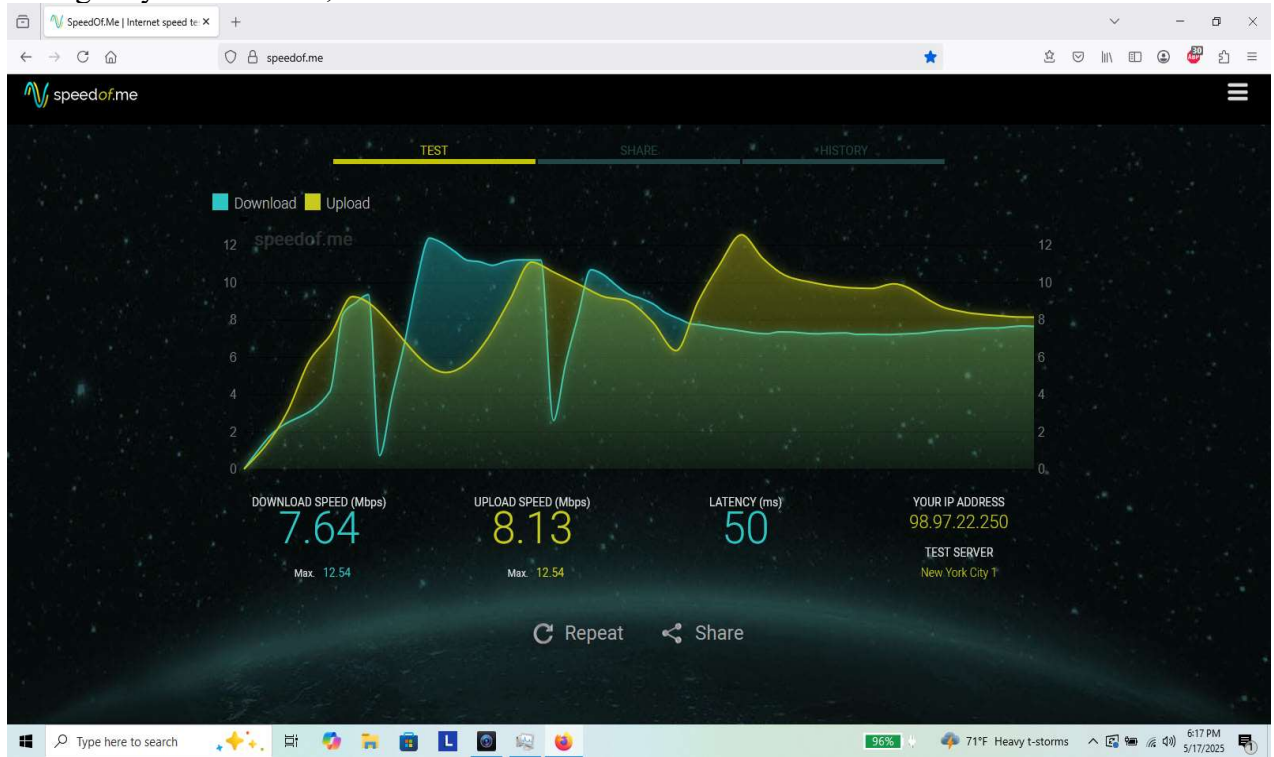 SpeedOf.Me | Internet speed te
speedof.me
30
ABP
speedof.me
TEST SHARE HISTORY
Download Upload
speedof.me
12 12
10 10
8 8
6 6
4 4
2 2
0 0
DOWNLOAD SPEED (Mbps) UPLOAD SPEED (Mbps) LATENCY (ms) YOUR IP ADDRESS
7.64 8.13 50 98.97.22.250
TEST SERVER
Max. 12.54 Max. 12.54 New York City 1
Repeat Share
Type here to search L 96% 71°F Heavy t-storms 6:17 PM
5/17/2025 1